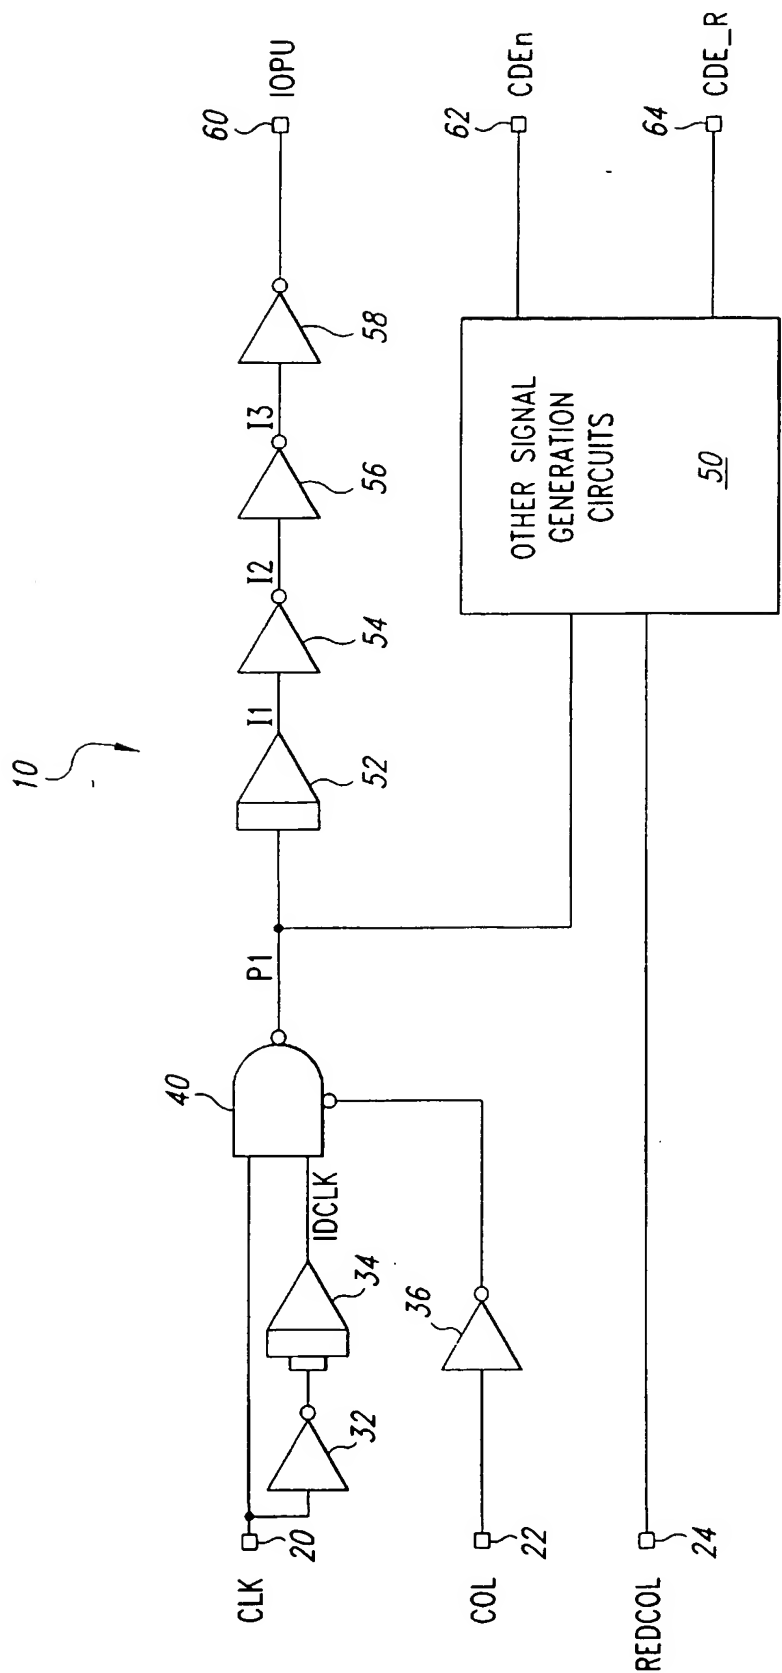 10
CLK
20
32
34
IDCLK
40
P1
52
I1
54
I2
56
I3
58
60
IOPU
COL
22
36
REDCOL
24
OTHER SIGNAL
GENERATION
CIRCUITS
50
62
CDEn
64
CDE_R